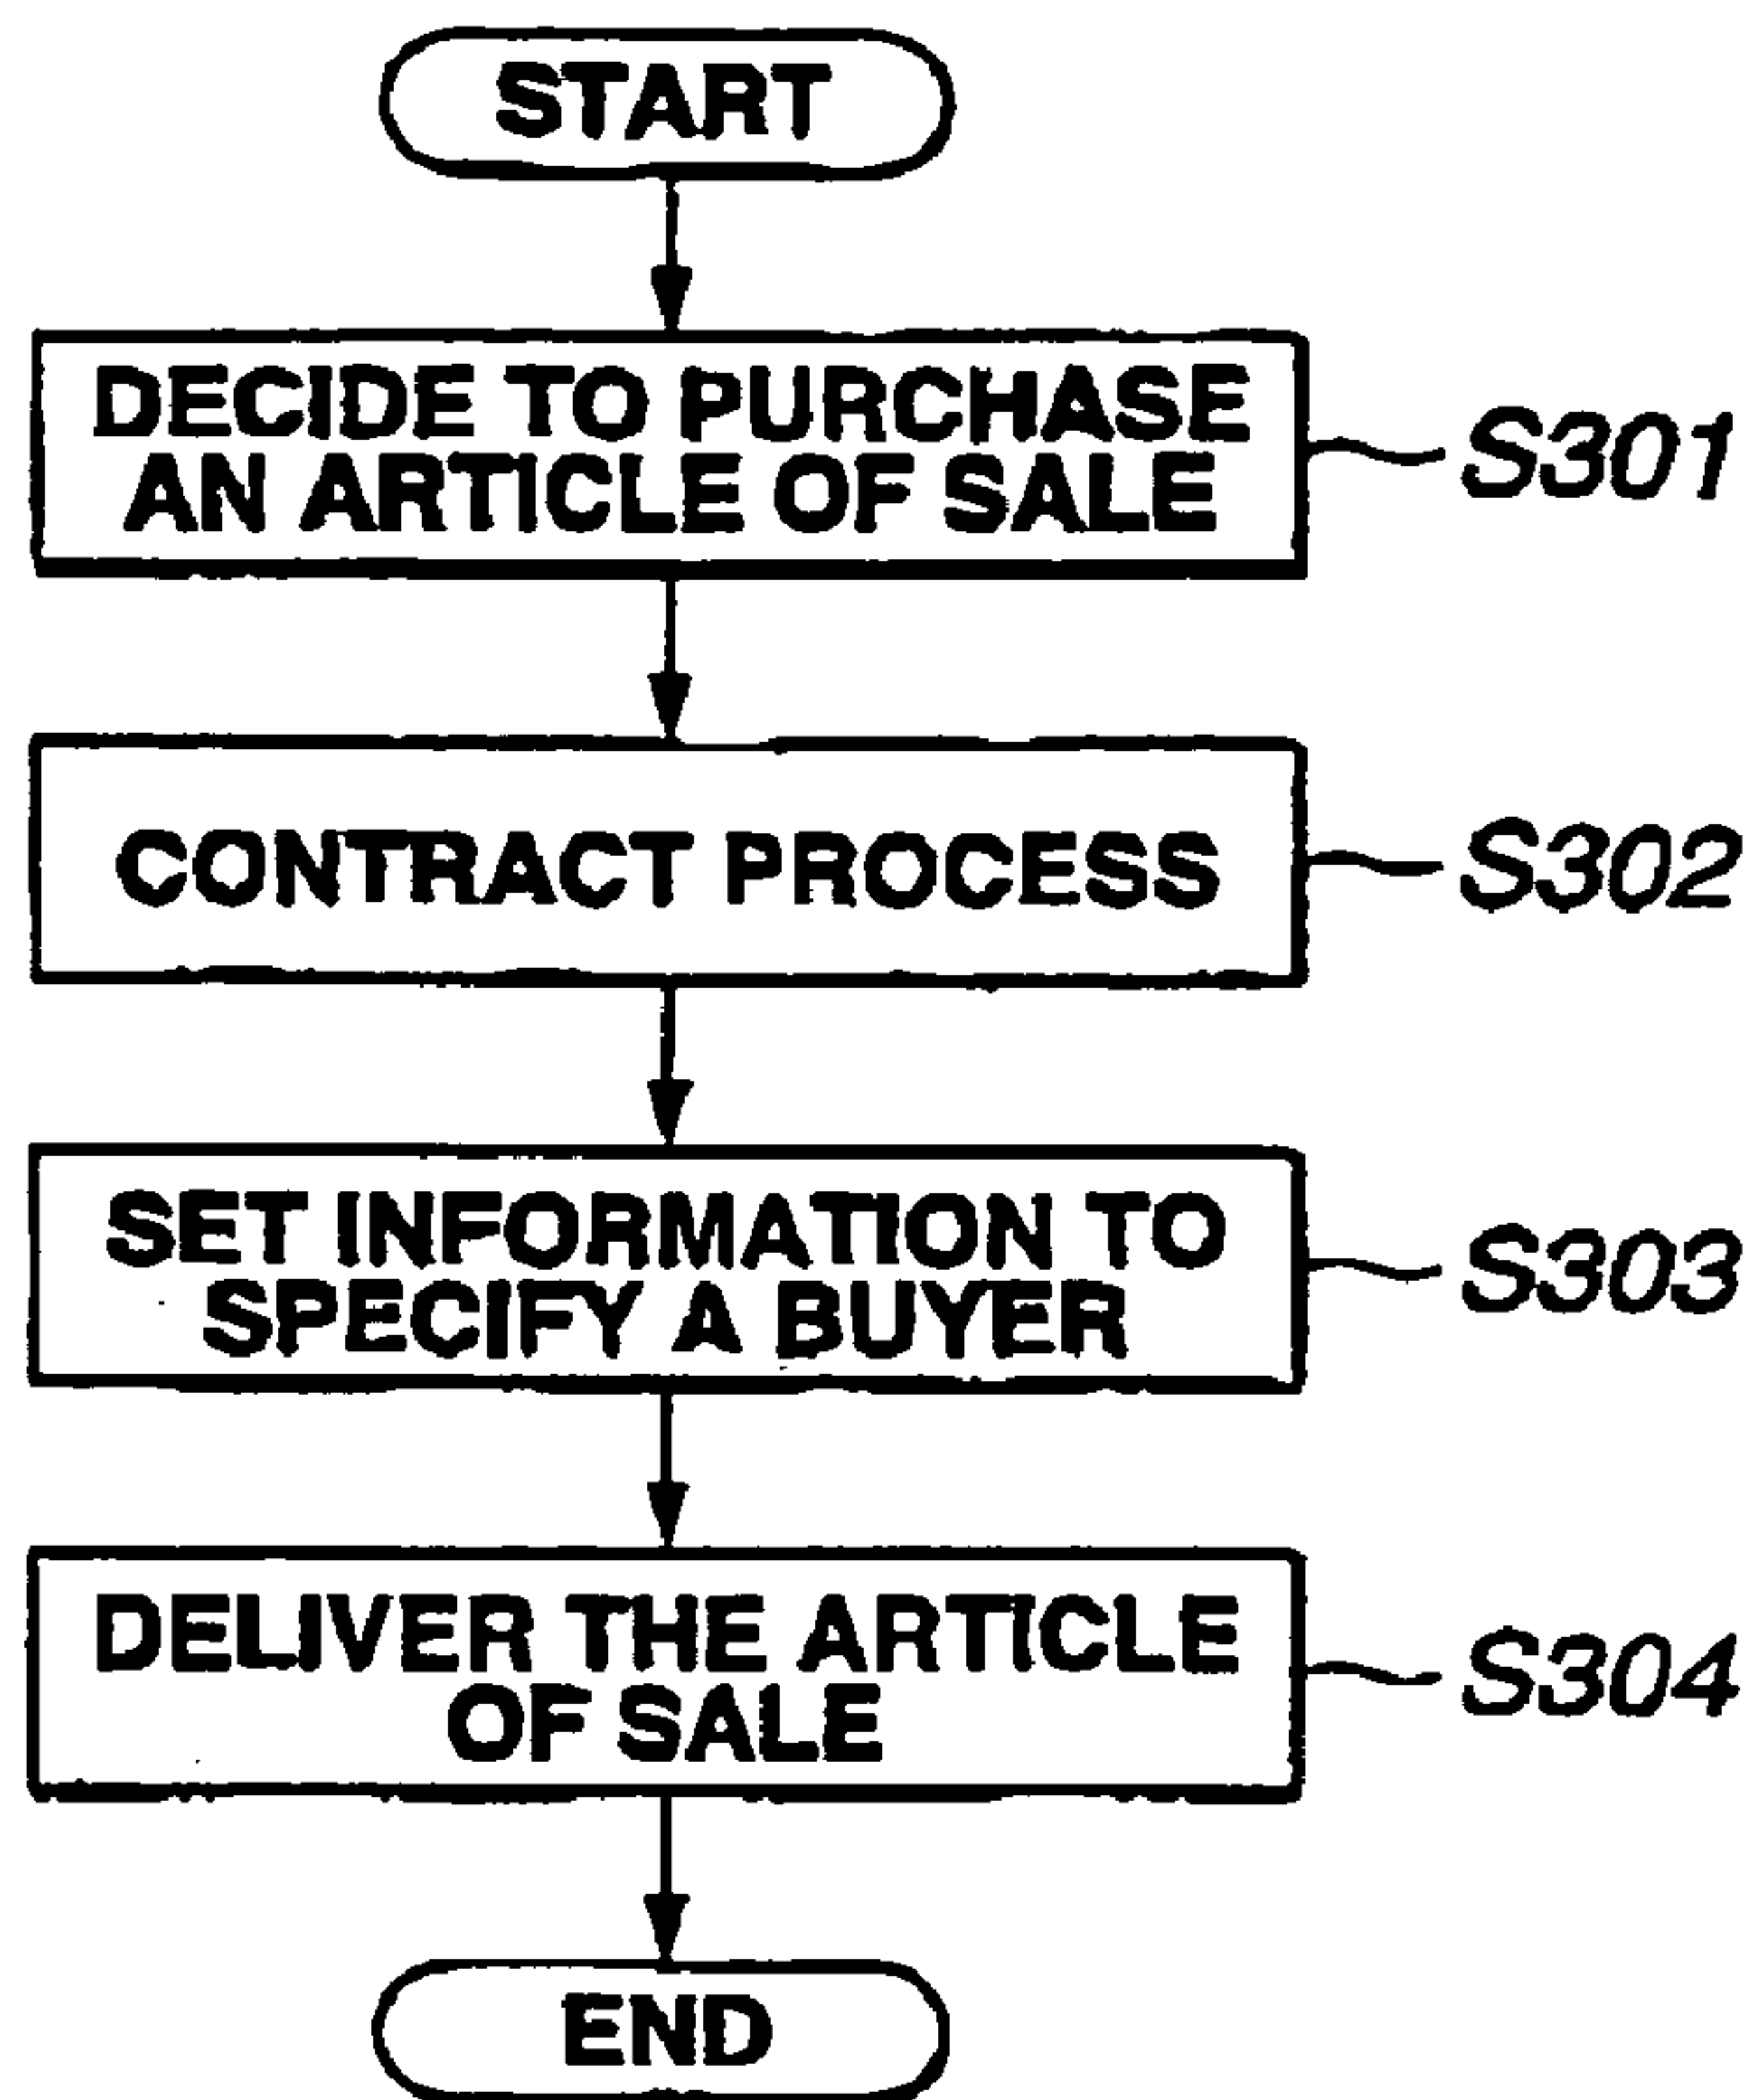 START
DECIDE TO PURCHASE
AN ARTICLE OF SALE
S301
CONTRACT PROCESS
S302
SET INFORMATION TO
SPECIFY A BUYER
S303
DELIVER THE ARTICLE
OF SALE
S304
END